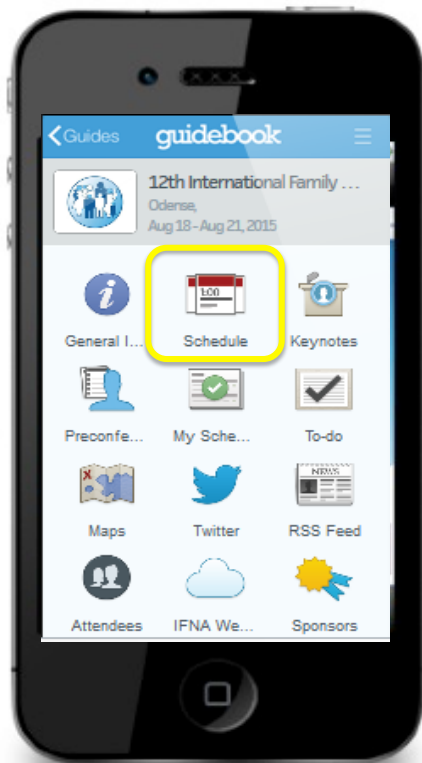 Guides guidebook
12th International Family ...
Odense,
Aug 18 - Aug 21, 2015
1:00
General I... Schedule Keynotes
Preconfe... My Sche... To-do
NEWS
Maps Twitter RSS Feed
Attendees IFNA We... Sponsors